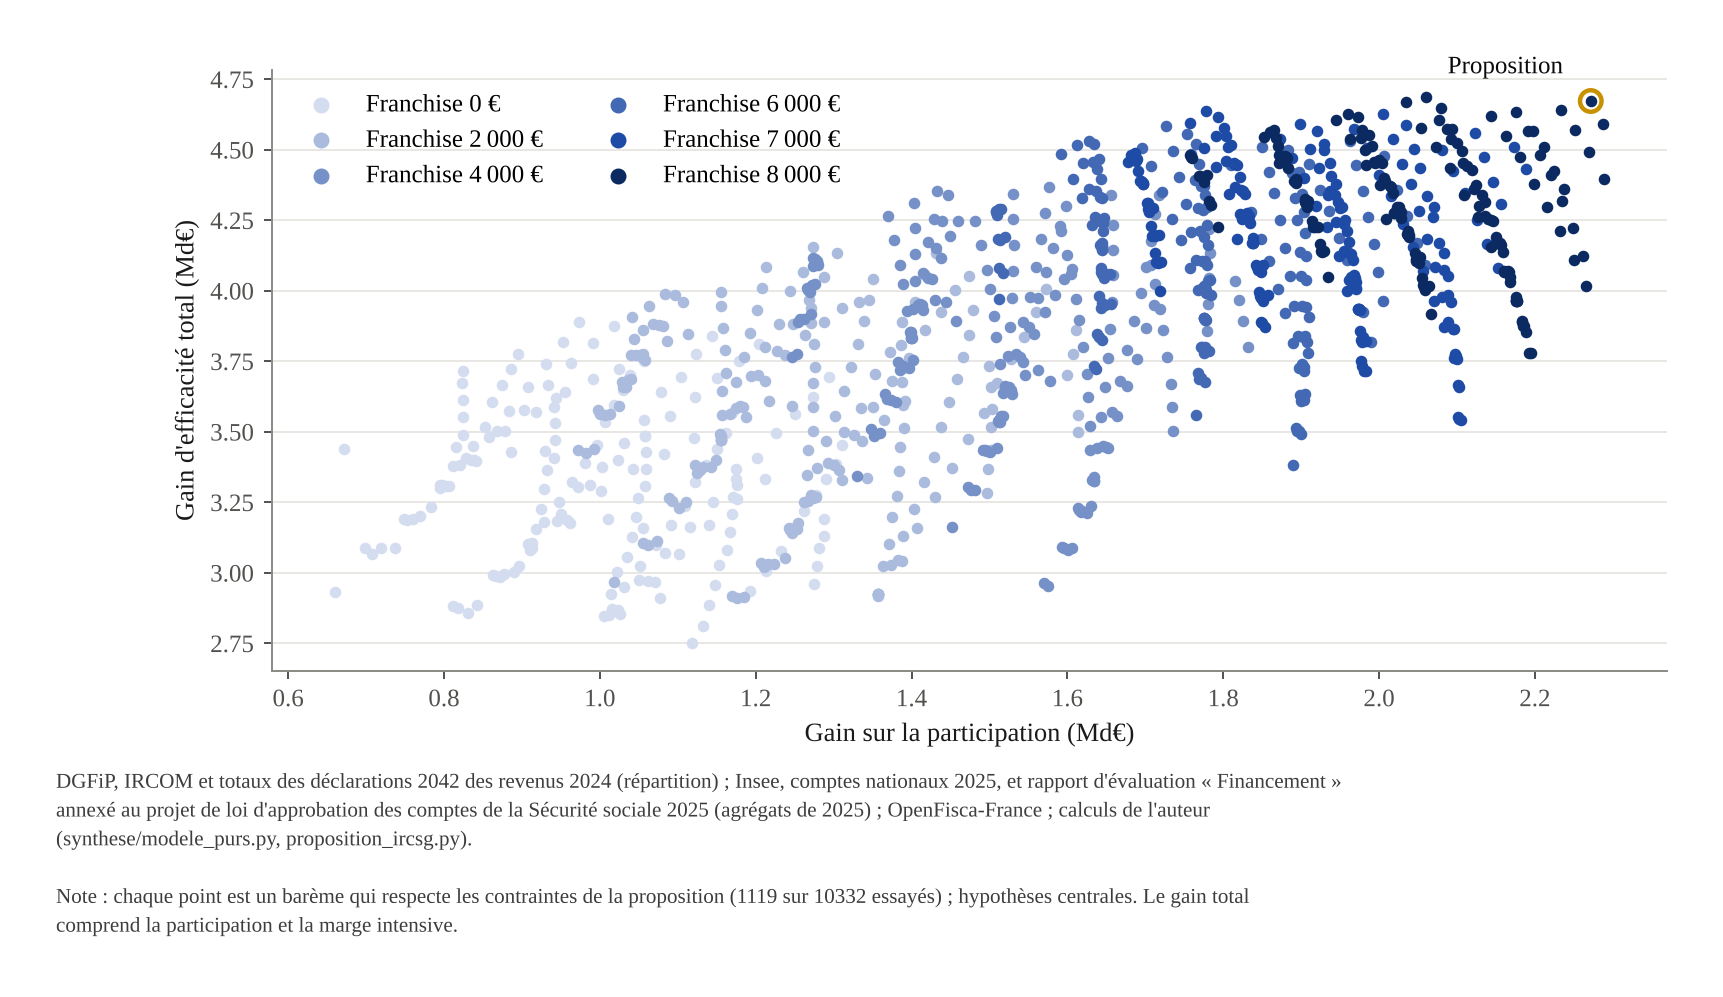 Proposition
4.75
4.50
4.25
4.00
3.75
3.50
3.25
3.00
2.75
Franchise 0 €
Franchise 2 000 €
Franchise 4 000 €
Franchise 6 000 €
Franchise 7 000 €
Franchise 8 000 €
Gain d'efficacité total (Md€)
0.6 0.8 1.0 1.2 1.4 1.6 1.8 2.0 2.2
Gain sur la participation (Md€)
DGFiP, IRCOM et totaux des déclarations 2042 des revenus 2024 (répartition) ; Insee, comptes nationaux 2025, et rapport d'évaluation « Financement »
annexé au projet de loi d'approbation des comptes de la Sécurité sociale 2025 (agrégats de 2025) ; OpenFisca-France ; calculs de l'auteur
(synthese/modele_purs.py, proposition_ircsg.py).
Note : chaque point est un barème qui respecte les contraintes de la proposition (1119 sur 10332 essayés) ; hypothèses centrales. Le gain total
comprend la participation et la marge intensive.